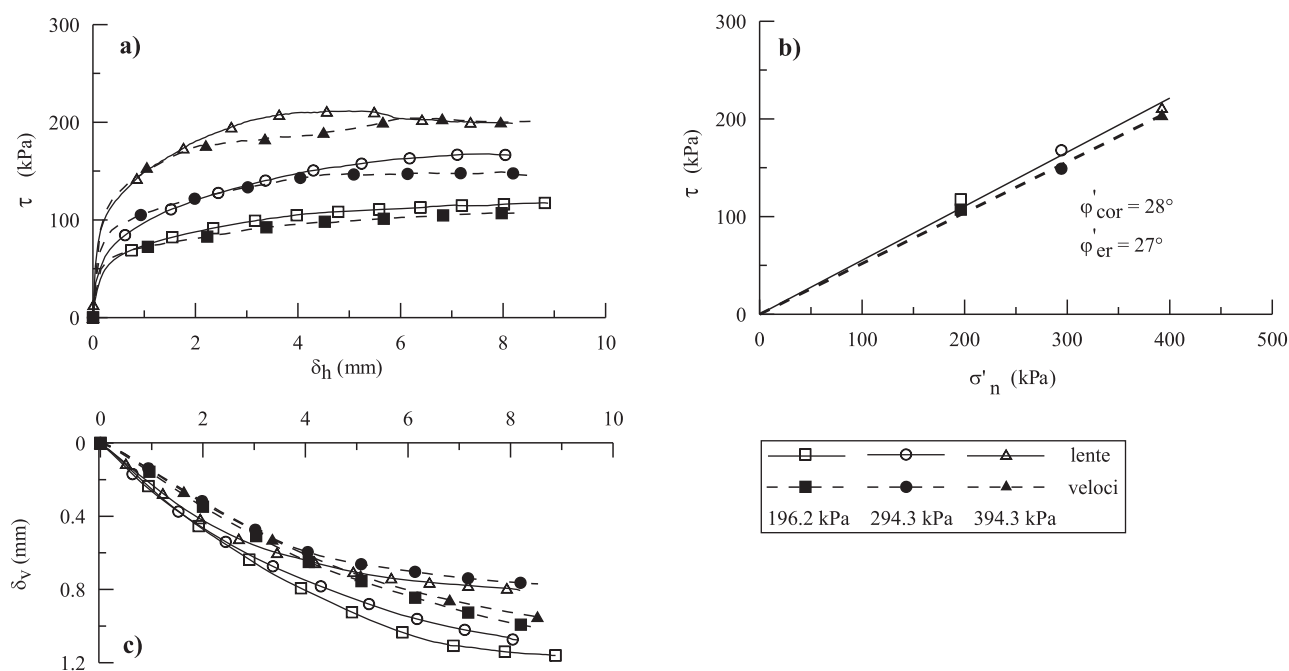 a)
300
200
100
0
τ (kPa)
0 2 4 6 8 10
δh (mm)
b)
300
200
100
0
τ (kPa)
φ'cor = 28°
φ'er = 27°
0 100 200 300 400 500
σ'n (kPa)
0 2 4 6 8 10
0
0.4
0.8
1.2
δv (mm)
c)
lente
veloci
196.2 kPa 294.3 kPa 394.3 kPa